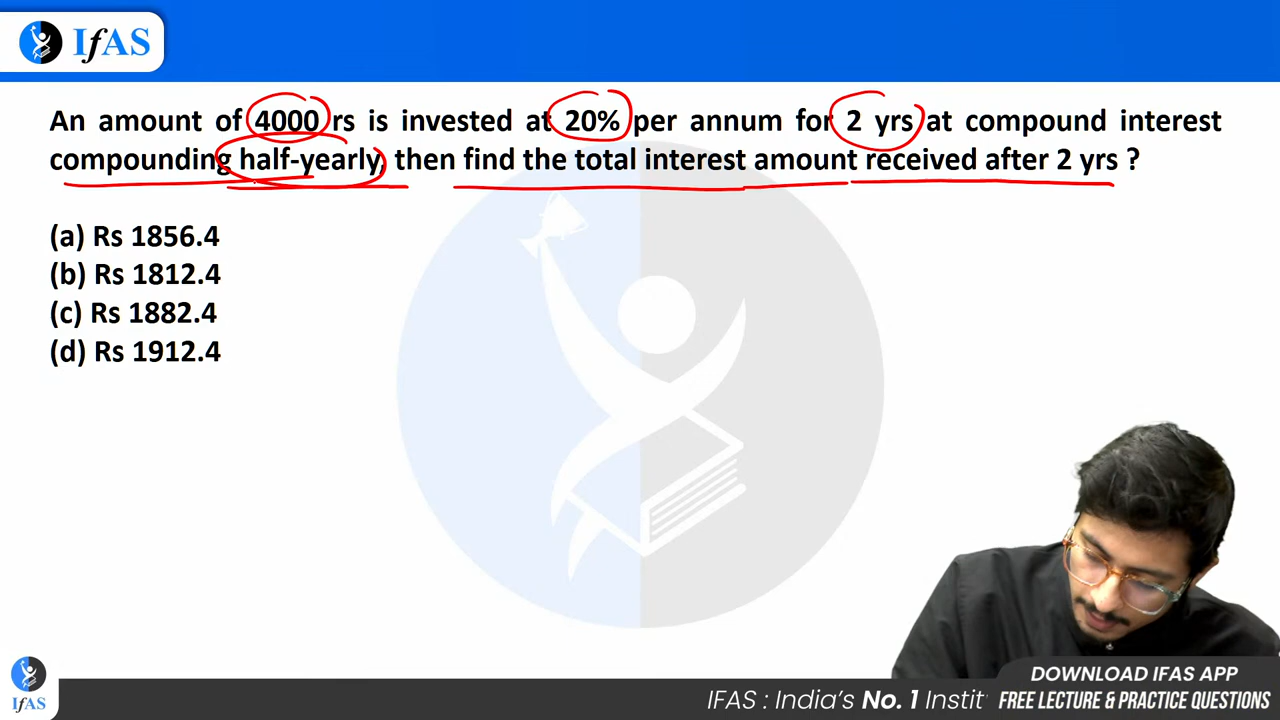 IfAS
An amount of 4000 rs is invested at 20% per annum for 2 yrs at compound interest
compounding half-yearly, then find the total interest amount received after 2 yrs ?
(a) Rs 1856.4
(b) Rs 1812.4
(c) Rs 1882.4
(d) Rs 1912.4
IfAS
IFAS : India's No. 1 Instit
DOWNLOAD IFAS APP
FREE LECTURE & PRACTICE QUESTIONS